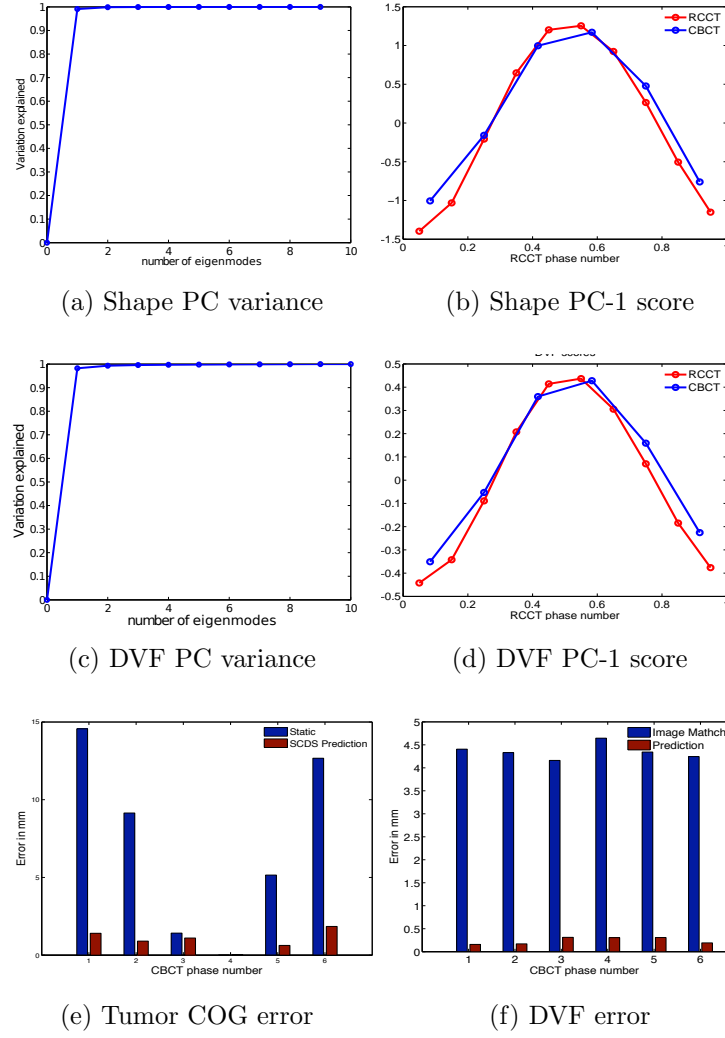 1
0.9
0.8
0.7
0.6
0.5
0.4
0.3
0.2
0.1
0
Variation explained
0 2 4 6 8 10
number of eigenmodes
(a) Shape PC variance
1.5
1
0.5
0
-0.5
-1
-1.5
RCCT
CBCT
0 0.2 0.4 0.6 0.8 1
RCCT phase number
(b) Shape PC-1 score
1
0.9
0.8
0.7
0.6
0.5
0.4
0.3
0.2
0.1
0
Variation explained
0 2 4 6 8 10
number of eigenmodes
(c) DVF PC variance
DVF scores
0.5
0.4
0.3
0.2
0.1
0
-0.1
-0.2
-0.3
-0.4
-0.5
RCCT
CBCT
0 0.2 0.4 0.6 0.8 1
RCCT phase number
(d) DVF PC-1 score
15
10
5
0
Error in mm
Static
SCDS Prediction
1 2 3 4 5 6
CBCT phase number
(e) Tumor COG error
5
4.5
4
3.5
3
2.5
2
1.5
1
0.5
0
Error in mm
Image Mathch
Prediction
1 2 3 4 5 6
CBCT phase number
(f) DVF error